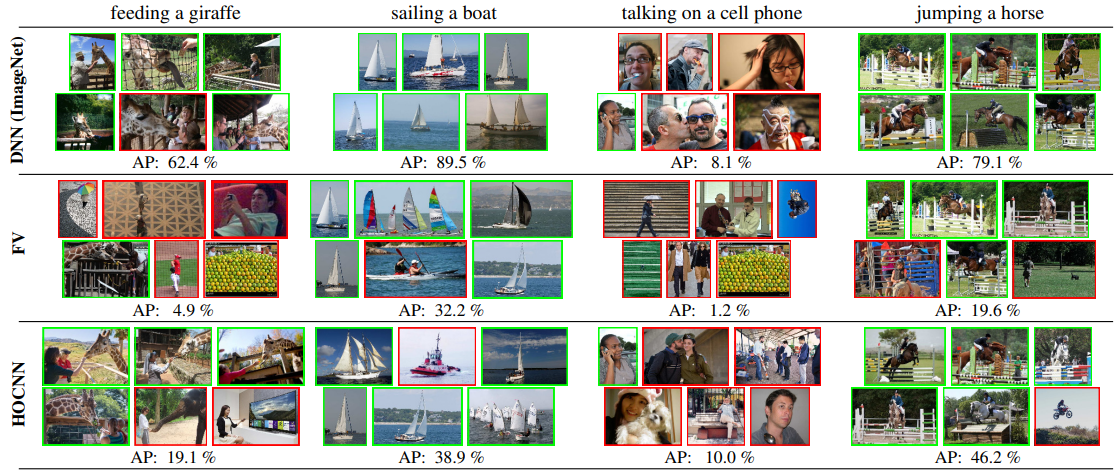 feeding a giraffe sailing a boat talking on a cell phone jumping a horse
DNN (ImageNet)
AP: 62.4 % AP: 89.5 % AP: 8.1 % AP: 79.1 %
FV
AP: 4.9 % AP: 32.2 % AP: 1.2 % AP: 19.6 %
HOCNN
AP: 19.1 % AP: 38.9 % AP: 10.0 % AP: 46.2 %